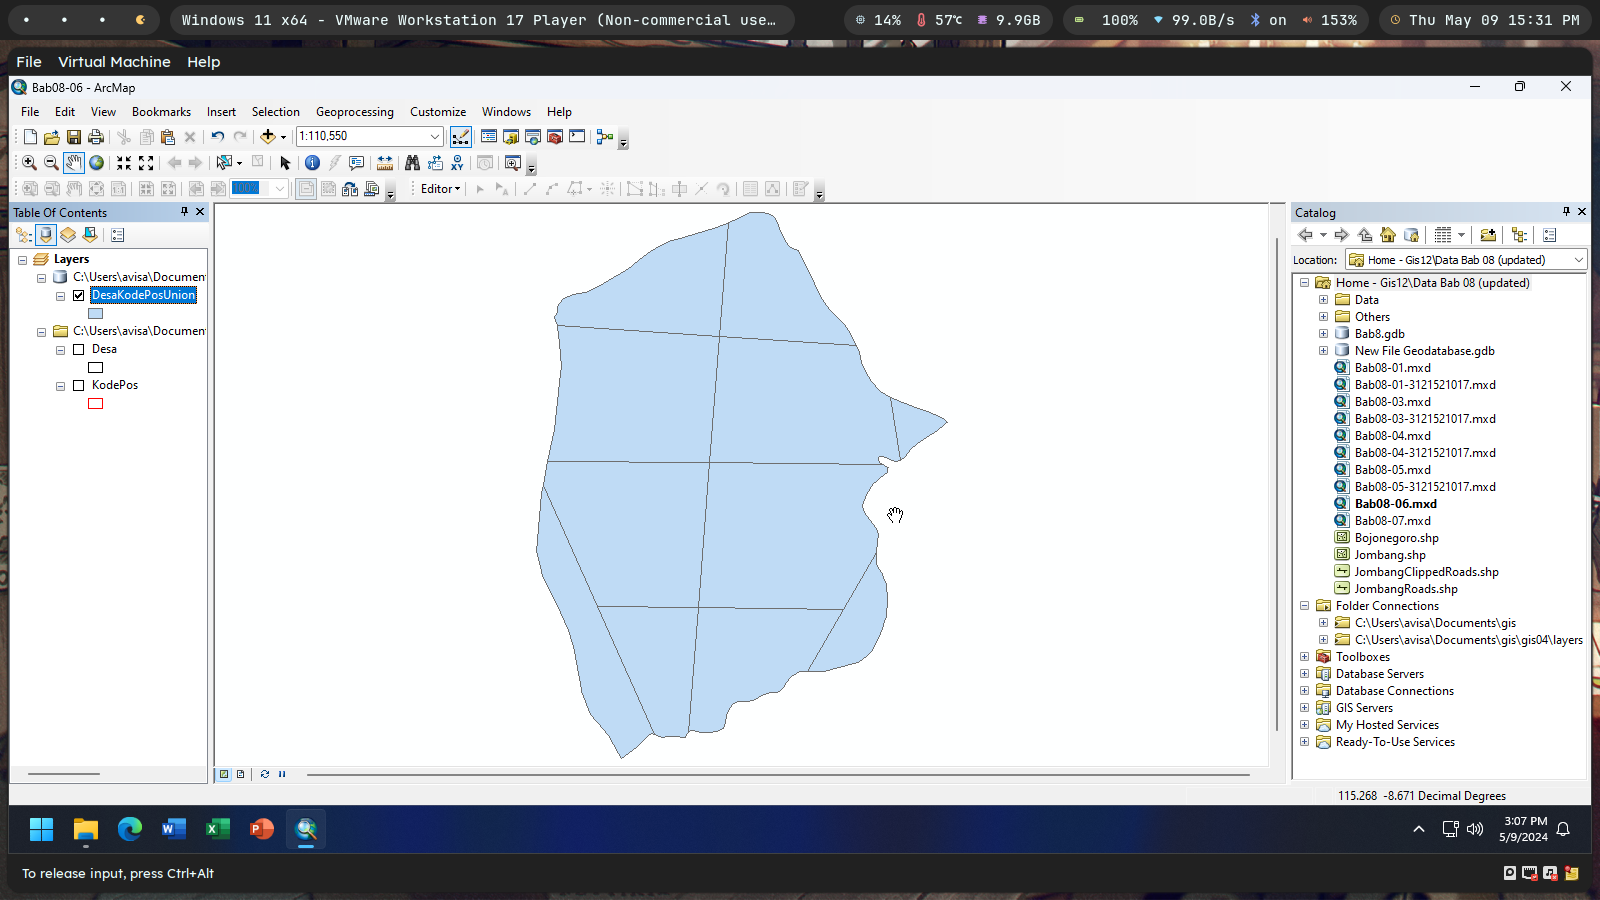 Windows 11 x64 - VMware Workstation 17 Player (Non-commercial use…
14%
57℃
9.9GB
100%
99.0B/s
on
153%
Thu May 09 15:31 PM
File Virtual Machine Help
Bab08-06 - ArcMap
File Edit View Bookmarks Insert Selection Geoprocessing Customize Windows Help
1:110,550
100%
Editor
Table Of Contents
Layers
C:\Users\avisa\Documen
DesaKodePosUnion
C:\Users\avisa\Documen
Desa
KodePos
Catalog
Location: Home - Gis12\Data Bab 08 (updated)
Home - Gis12\Data Bab 08 (updated)
Data
Others
Bab8.gdb
New File Geodatabase.gdb
Bab08-01.mxd
Bab08-01-3121521017.mxd
Bab08-03.mxd
Bab08-03-3121521017.mxd
Bab08-04.mxd
Bab08-04-3121521017.mxd
Bab08-05.mxd
Bab08-05-3121521017.mxd
Bab08-06.mxd
Bab08-07.mxd
Bojonegoro.shp
Jombang.shp
JombangClippedRoads.shp
JombangRoads.shp
Folder Connections
C:\Users\avisa\Documents\gis
C:\Users\avisa\Documents\gis\gis04\layers
Toolboxes
Database Servers
Database Connections
GIS Servers
My Hosted Services
Ready-To-Use Services
115.268 -8.671 Decimal Degrees
3:07 PM
5/9/2024
To release input, press Ctrl+Alt